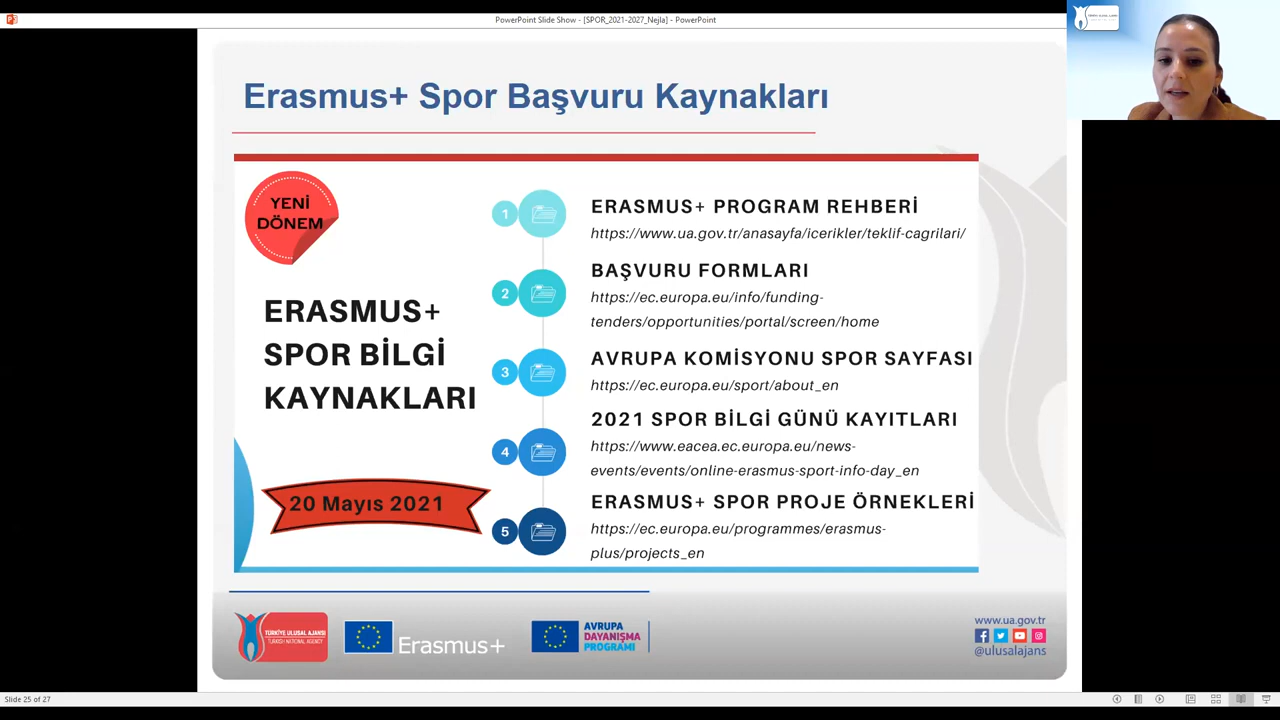 PowerPoint Slide Show - [SPOR_2021-2027_Nejla] - PowerPoint
Erasmus+ Spor Başvuru Kaynakları
YENİ
DÖNEM
ERASMUS+
SPOR BİLGİ
KAYNAKLARI
20 Mayıs 2021
1
ERASMUS+ PROGRAM REHBERİ
https://www.ua.gov.tr/anasayfa/icerikler/teklif-cagrilari/
2
BAŞVURU FORMLARI
https://ec.europa.eu/info/funding-
tenders/opportunities/portal/screen/home
3
AVRUPA KOMİSYONU SPOR SAYFASI
https://ec.europa.eu/sport/about_en
4
2021 SPOR BİLGİ GÜNÜ KAYITLARI
https://www.eacea.ec.europa.eu/news-
events/events/online-erasmus-sport-info-day_en
5
ERASMUS+ SPOR PROJE ÖRNEKLERİ
https://ec.europa.eu/programmes/erasmus-
plus/projects_en
TÜRKİYE ULUSAL AJANSI
TURKISH NATIONAL AGENCY
Erasmus+
AVRUPA
DAYANIŞMA
PROGRAMI
www.ua.gov.tr
@ulusalajans
Slide 25 of 27